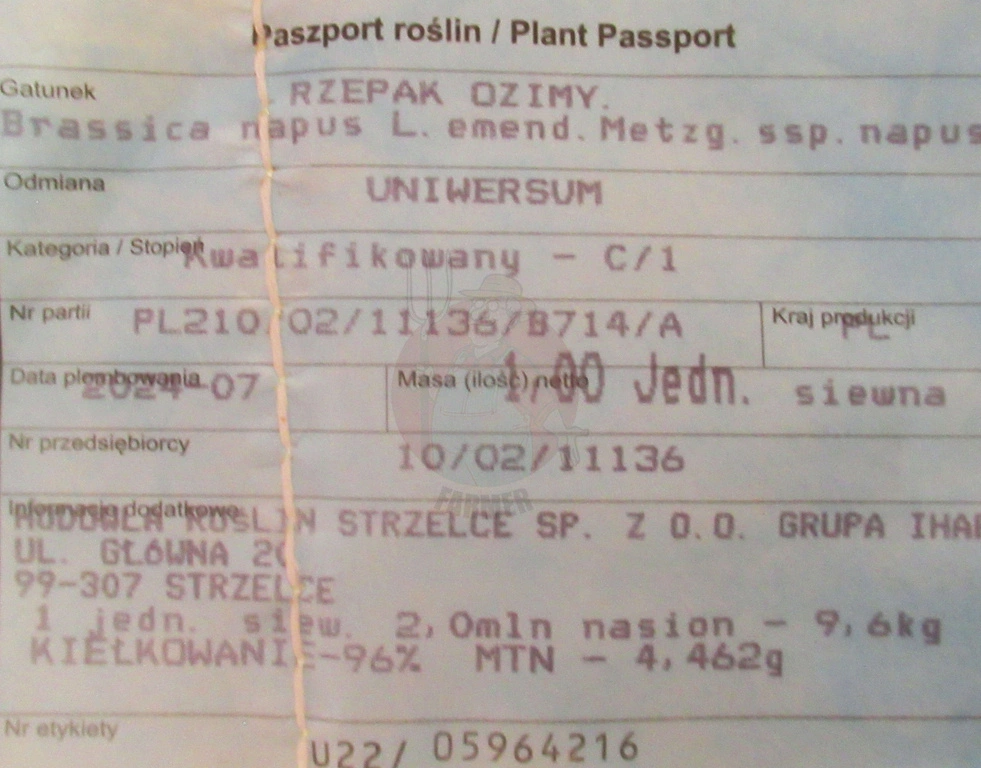 Paszport roślin / Plant Passport
Gatunek RZEPAK OZIMY.
Brassica napus L. emend. Metzg. ssp. napus
Odmiana UNIWERSUM
Kategoria / Stopień Kwalifikowany - C/1
Nr partii PL210/02/11136/B714/A Kraj produkcji PL
Data plombowania 2024-07 Masa (ilość) netto 1,00 Jedn. siewna
Nr przedsiębiorcy 10/02/11136
Informacje dodatkowe
HODOWLA ROŚLIN STRZELCE SP. Z O.O. GRUPA IHAR
UL. GŁÓWNA 20
99-307 STRZELCE
1 jedn. siew. 2,0mln nasion - 9,6kg
KIEŁKOWANIE-96% MTN - 4,462g
Nr etykiety U22/ 05964216
FARMER